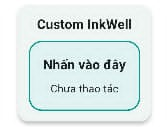 Custom InkWell
Nhấn vào đây
Chưa thao tác